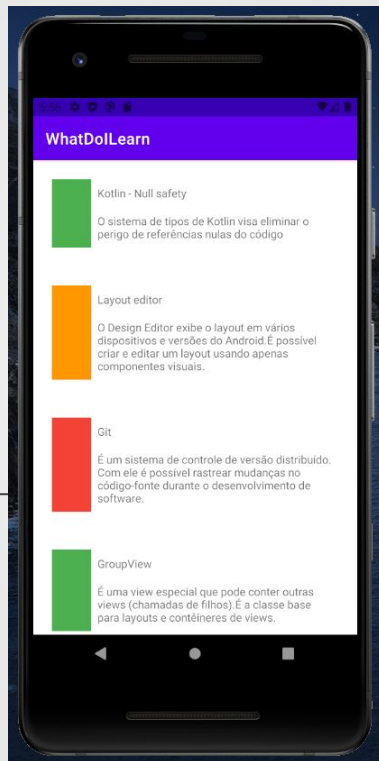 WhatDoILearn
Kotlin - Null safety
O sistema de tipos de Kotlin visa eliminar o
perigo de referências nulas do código
Layout editor
O Design Editor exibe o layout em vários
dispositivos e versões do Android.É possível
criar e editar um layout usando apenas
componentes visuais.
Git
É um sistema de controle de versão distribuído.
Com ele é possível rastrear mudanças no
código-fonte durante o desenvolvimento de
software.
GroupView
É uma view especial que pode conter outras
views (chamadas de filhos).É a classe base
para layouts e contêineres de views.